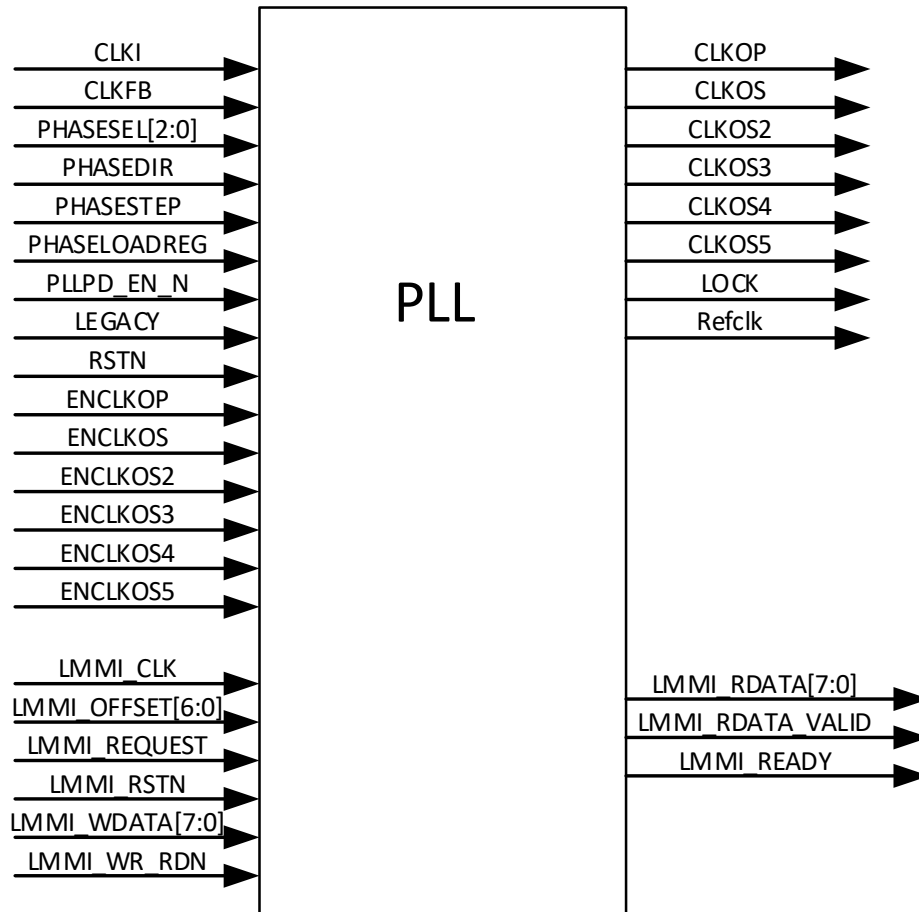 CLKI
CLKFB
PHASESEL[2:0]
PHASEDIR
PHASESTEP
PHASELOADREG
PLLPD_EN_N
LEGACY
RSTN
ENCLKOP
ENCLKOS
ENCLKOS2
ENCLKOS3
ENCLKOS4
ENCLKOS5
LMMI_CLK
LMMI_OFFSET[6:0]
LMMI_REQUEST
LMMI_RSTN
LMMI_WDATA[7:0]
LMMI_WR_RDN
PLL
CLKOP
CLKOS
CLKOS2
CLKOS3
CLKOS4
CLKOS5
LOCK
Refclk
LMMI_RDATA[7:0]
LMMI_RDATA_VALID
LMMI_READY